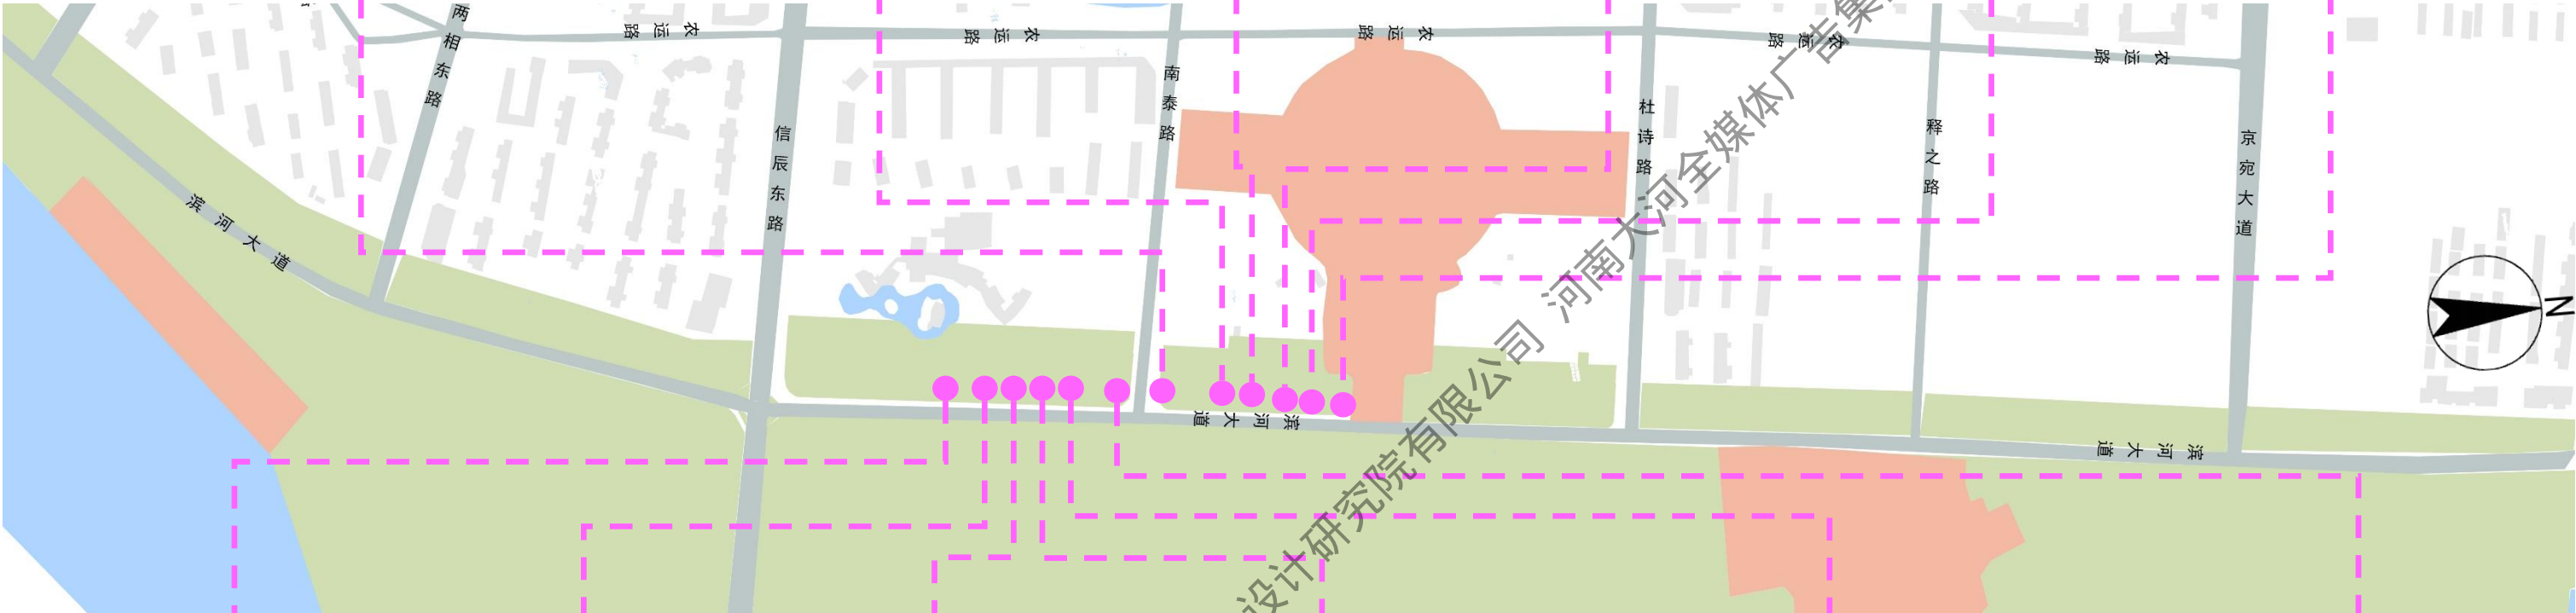 两相东路
农运路
农运路
农运路
农运路
农运路
南泰路
杜诗路
信辰东路
释之路
京宛大道
滨河大道
滨河大道
滨河大道
N
设计研究院有限公司 河南大河全媒体广告集